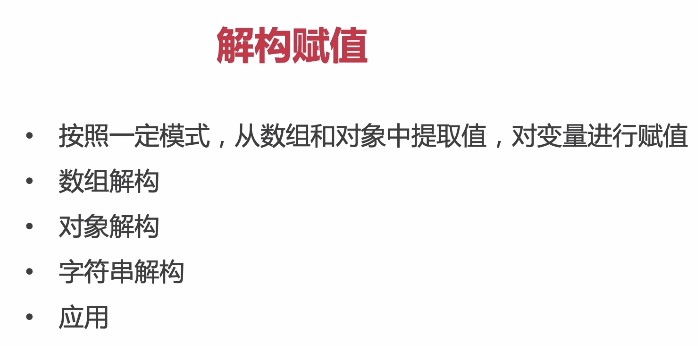 解构赋值
• 按照一定模式，从数组和对象中提取值，对变量进行赋值
• 数组解构
• 对象解构
• 字符串解构
• 应用